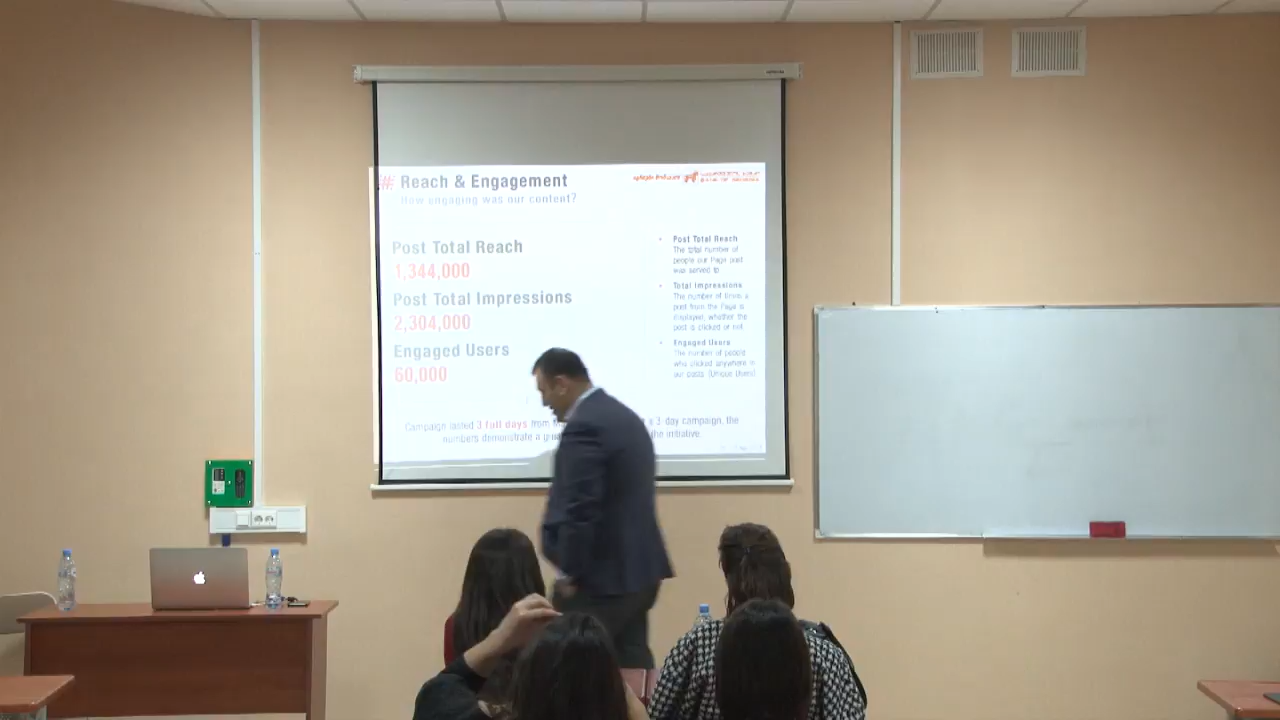 # Reach & Engagement
How engaging was our content?
Post Total Reach
1,344,000
Post Total Impressions
2,304,000
Engaged Users
60,000
• Post Total Reach
The total number of
people our Page post
was served to
• Total Impressions
The number of times a
post from the Page is
displayed, whether the
post is clicked or not
• Engaged Users
The number of people
who clicked anywhere in
our posts (Unique Users)
Campaign lasted 3 full days from a 3-day campaign, the
numbers demonstrate a the initiative.